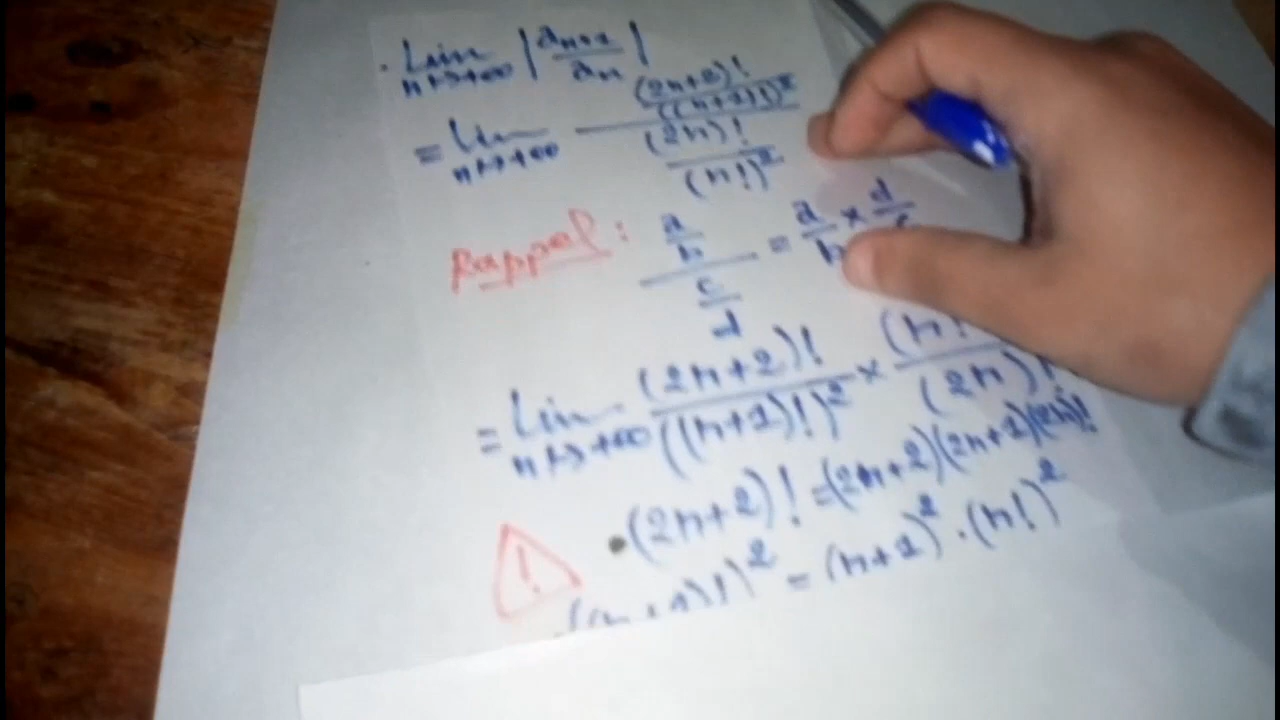 . Lim n↦+∞ |a_{n+1}/a_n|
= lim n↦+∞ ((2n+2)!/((n+1)!)²)/((2n)!/(n!)²)
Rappel : (a/b)/(c/d) = a/b × d/c
= lim n↦+∞ (2n+2)!/((n+1)!)² × (n!/(2n)!
• (2n+2)! = (2n+2)(2n+1)(2n)!
! ((n+1)!)² = (n+1)² . (n!)²